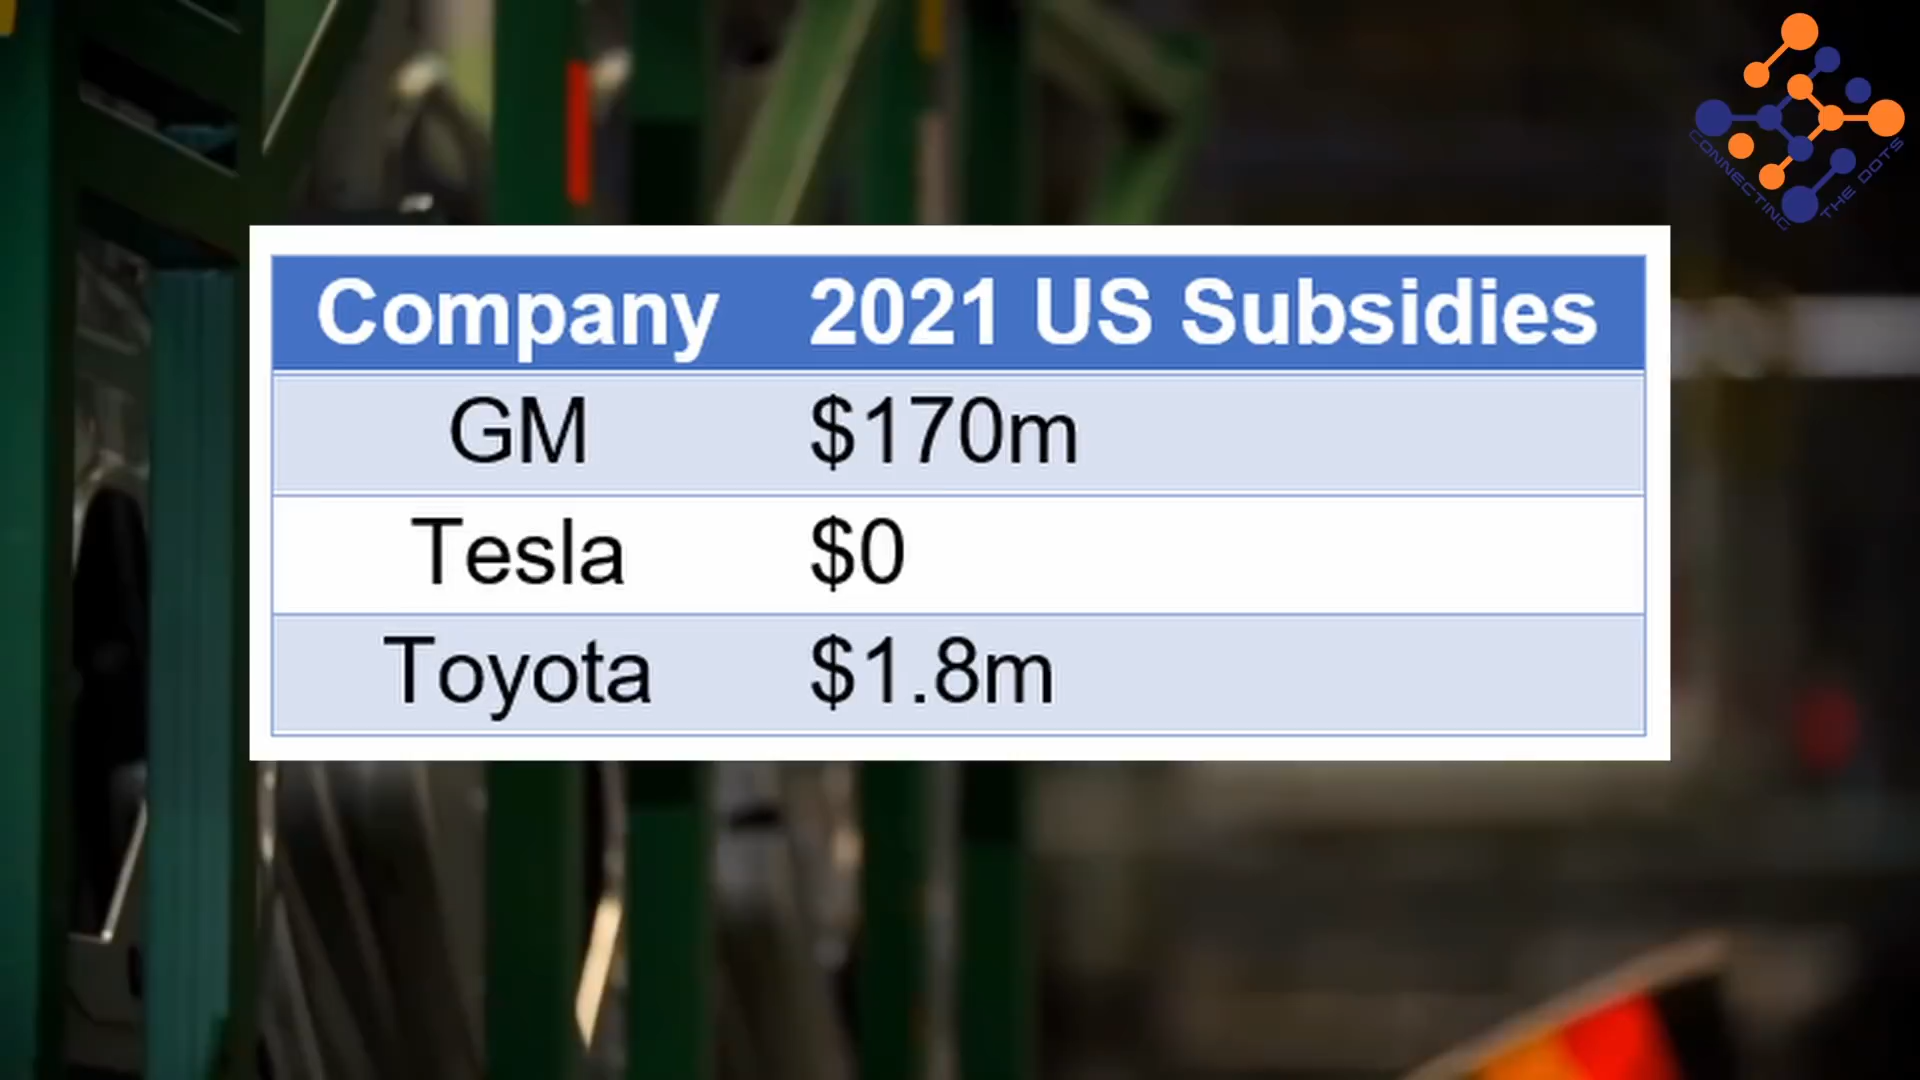 CONNECTING THE DOTS
Company 2021 US Subsidies
GM $170m
Tesla $0
Toyota $1.8m